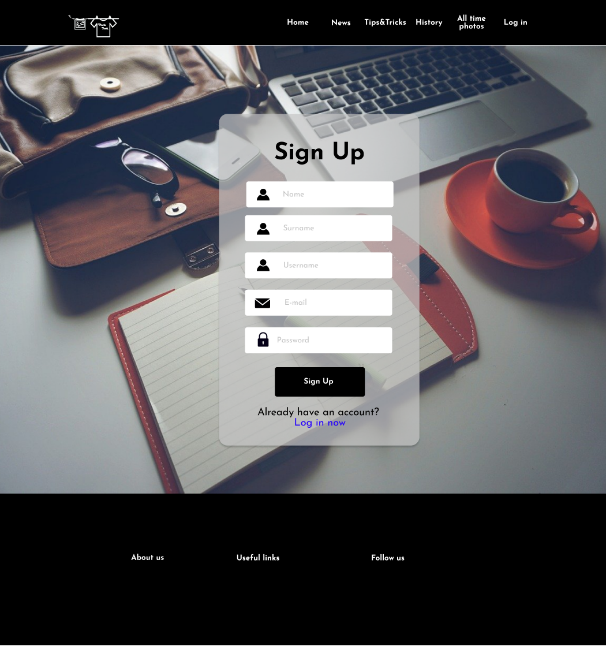 Home
News
Tips&Tricks
History
All time
photos
Log in
Sign Up
Name
Surname
Username
E-mail
Password
Sign Up
Already have an account?
Log in now
About us
Useful links
Follow us